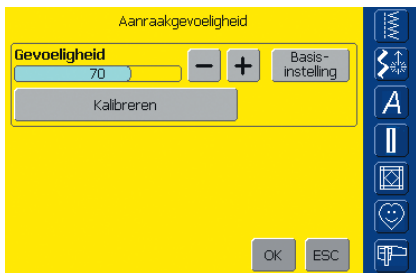 Aanraakgevoeligheid
Gevoeligheid
70
Basis-
instelling
Kalibreren
OK
ESC
A